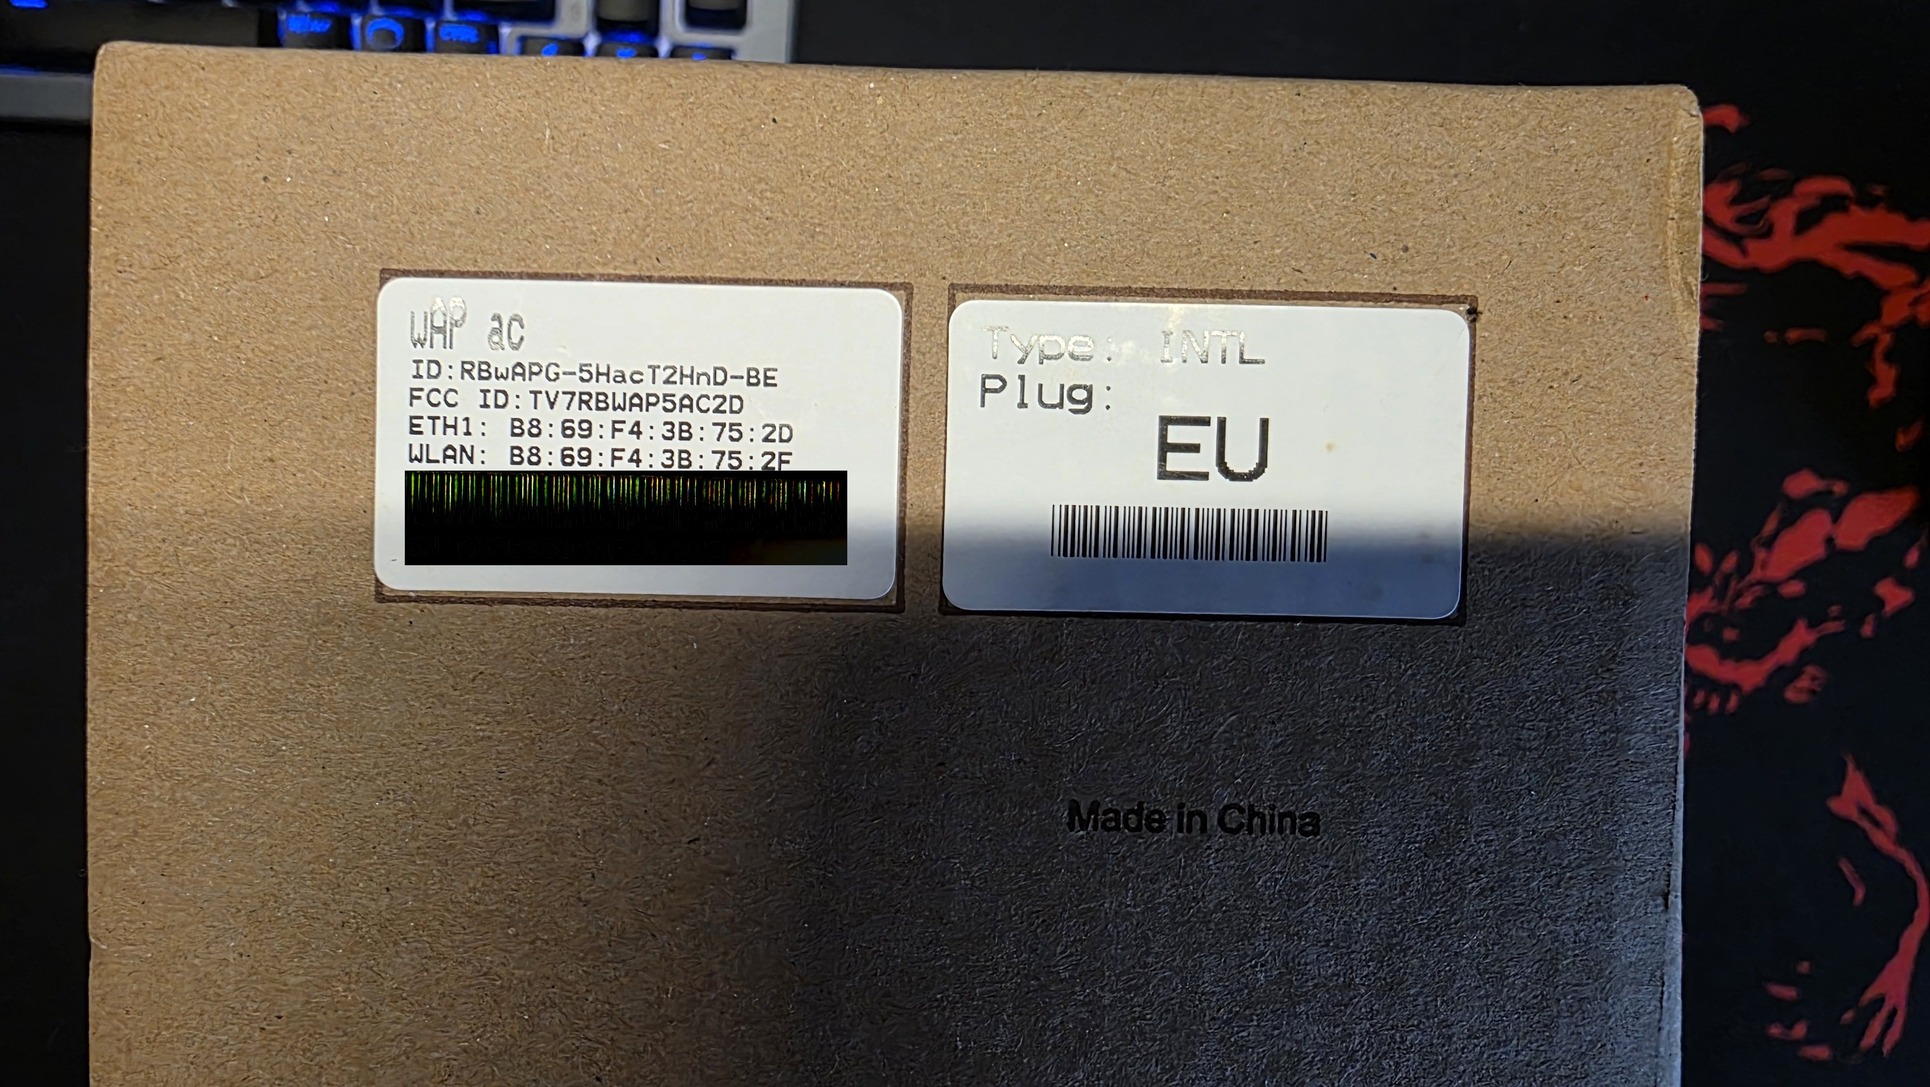 wAP ac
ID:RBwAPG-5HacT2HnD-BE
FCC ID:TV7RBWAP5AC2D
ETH1: B8:69:F4:3B:75:2D
WLAN: B8:69:F4:3B:75:2F
Type: INTL
Plug:
EU
Made in China